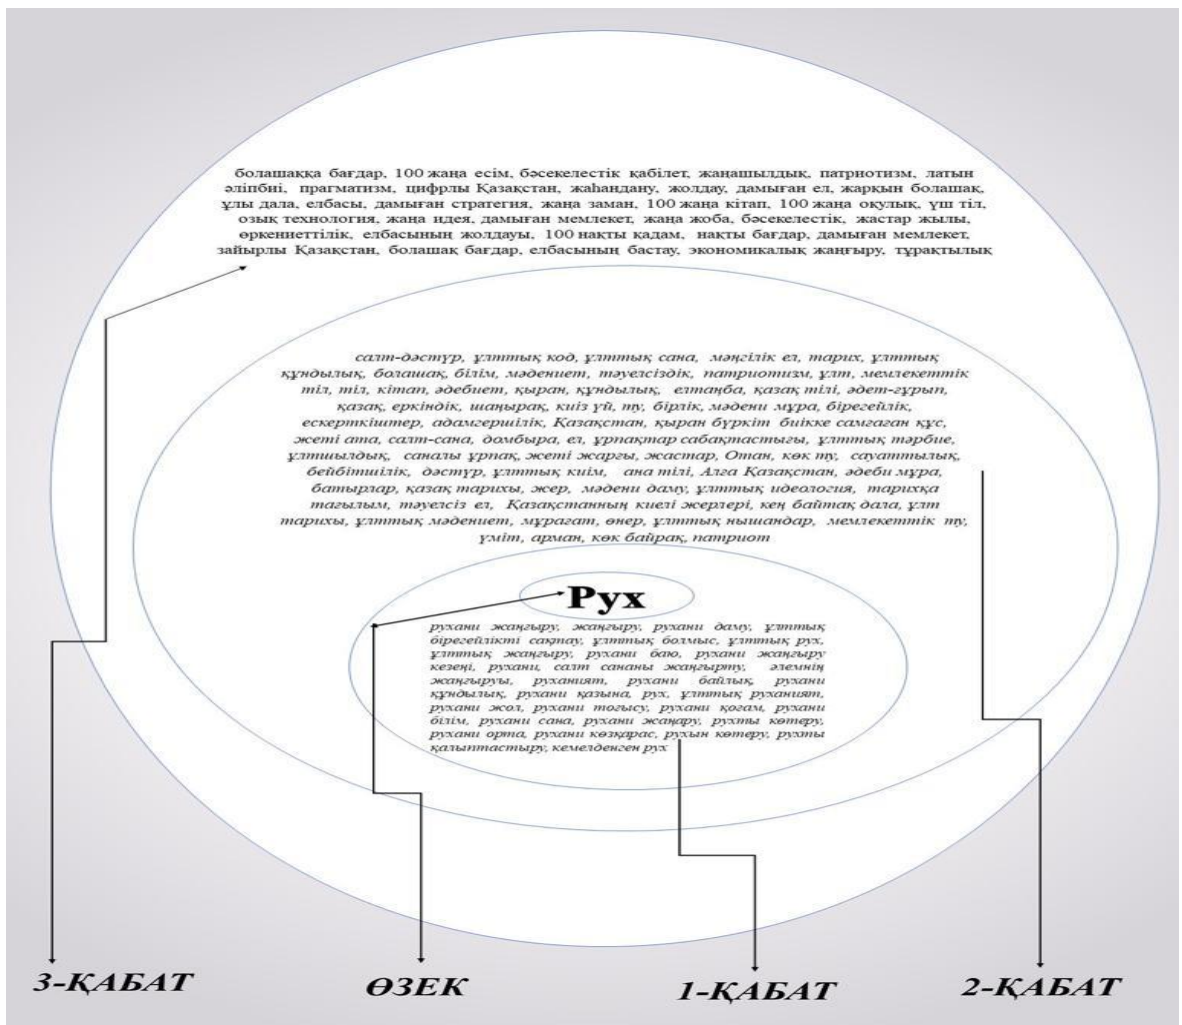 болашаққа бағдар, 100 жаңа есім, бәсекелестік қабілет, жаңашылдық, патриотизм, латын
әліпбиі, прагматизм, цифрлы Қазақстан, жаһандану, жолдау, дамыған ел, жарқын болашақ,
ұлы дала, елбасы, дамыған стратегия, жаңа заман, 100 жаңа кітап, 100 жаңа оқулық, үш тіл,
озық технология, жаңа идея, дамыған мемлекет, жаңа жоба, бәсекелестік, жастар жылы,
өркениеттілік, елбасының жолдауы, 100 нақты қадам, нақты бағдар, дамыған мемлекет,
зайырлы Қазақстан, болашақ бағдар, елбасының бастау, экономикалық жаңғыру, тұрақтылық
салт-дәстүр, ұлттық код, ұлттық сана, мәңгілік ел, тарих, ұлттық
құндылық, болашақ, білім, мәдениет, тәуелсіздік, патриотизм, ұлт, мемлекеттік
тіл, тіл, кітап, әдебиет, қыран, құндылық, елтаңба, қазақ тілі, әдет-ғұрып,
қазақ, еркіндік, шаңырақ, киіз үй, ту, бірлік, мәдени мұра, бірегейлік,
ескерткіштер, адамгершілік, Қазақстан, қыран бүркіт биікке самғаған құс,
жеті ата, салт-сана, домбыра, ел, ұрпақтар сабақтастығы, ұлттық тәрбие,
ұлтшылдық, саналы ұрпақ, жеті жарғы, жастар, Отан, көк ту, сауаттылық,
бейбітшілік, дәстүр, ұлттық киім, ана тілі, Алға Қазақстан, әдеби мұра,
батырлар, қазақ тарихы, жер, мәдени даму, ұлттық идеология, тарихқа
тағылым, тәуелсіз ел, Қазақстанның киелі жерлері, кең байтақ дала, ұлт
тарихы, ұлттық мәдениет, мұрағат, өнер, ұлттық нышандар, мемлекеттік ту,
үміт, арман, көк байрақ, патриот
Рух
рухани жаңғыру, жаңғыру, рухани даму, ұлттық
бірегейлікті сақтау, ұлттық болмыс, ұлттық рух,
ұлттық жаңғыру, рухани баю, рухани жаңғыру
кезеңі, рухани, салт сананы жаңғырту, әлемнің
жаңғыруы, руханият, рухани байлық, рухани
құндылық, рухани қазына, рух, ұлттық руханият,
рухани жол, рухани тоғысу, рухани қоғам, рухани
білім, рухани сана, рухани жаңару, рухты көтеру,
рухани орта, рухани көзқарас, рухын көтеру, рухты
қалыптастыру, кемелденген рух
3-ҚАБАТ
ӨЗЕК
1-ҚАБАТ
2-ҚАБАТ